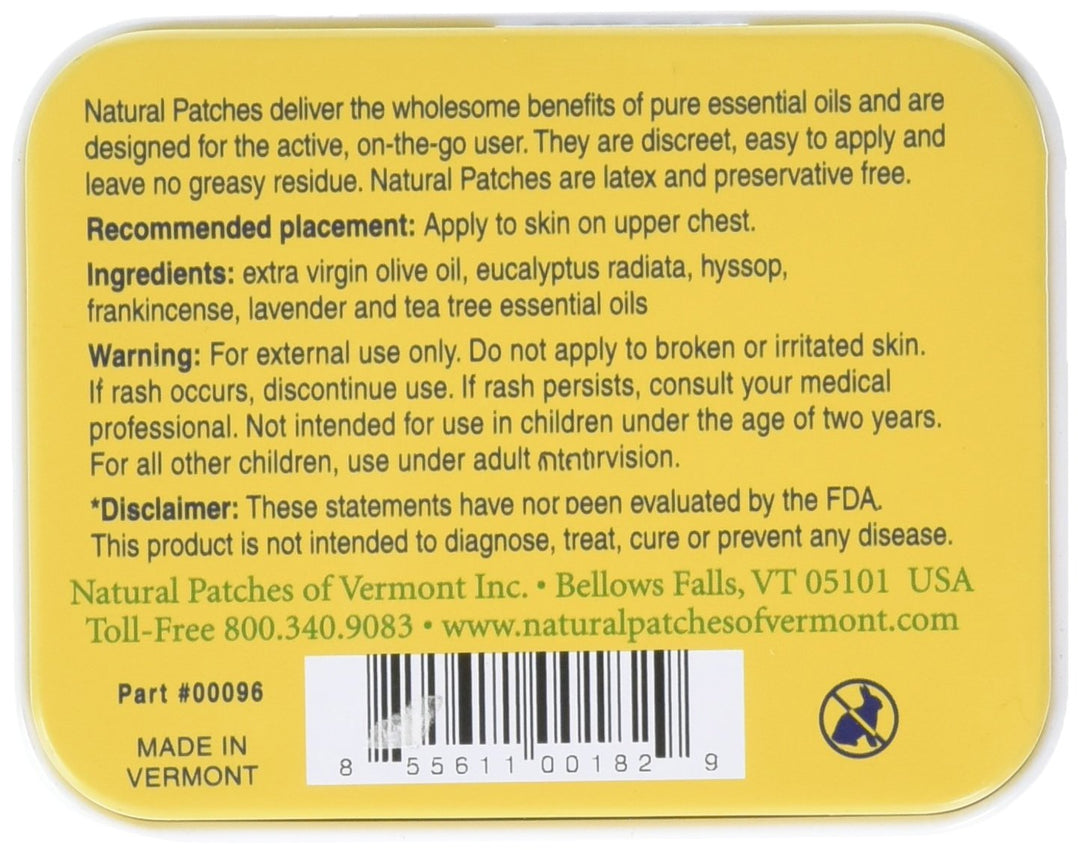 Natural Patches deliver the wholesome benefits of pure essential oils and are
designed for the active, on-the-go user. They are discreet, easy to apply and
leave no greasy residue. Natural Patches are latex and preservative free.
Recommended placement: Apply to skin on upper chest.
Ingredients: extra virgin olive oil, eucalyptus radiata, hyssop,
frankincense, lavender and tea tree essential oils
Warning: For external use only. Do not apply to broken or irritated skin.
If rash occurs, discontinue use. If rash persists, consult your medical
professional. Not intended for use in children under the age of two years.
For all other children, use under adult
*Disclaimer: These statements have not been evaluated by the FDA.
This product is not intended to diagnose, treat, cure or prevent any disease.
Natural Patches of Vermont Inc. • Bellows Falls, VT 05101 USA
Toll-Free 800.340.9083 • www.naturalpatchesofvermont.com
Part #00096
MADE IN
VERMONT
8 55611 00182 9